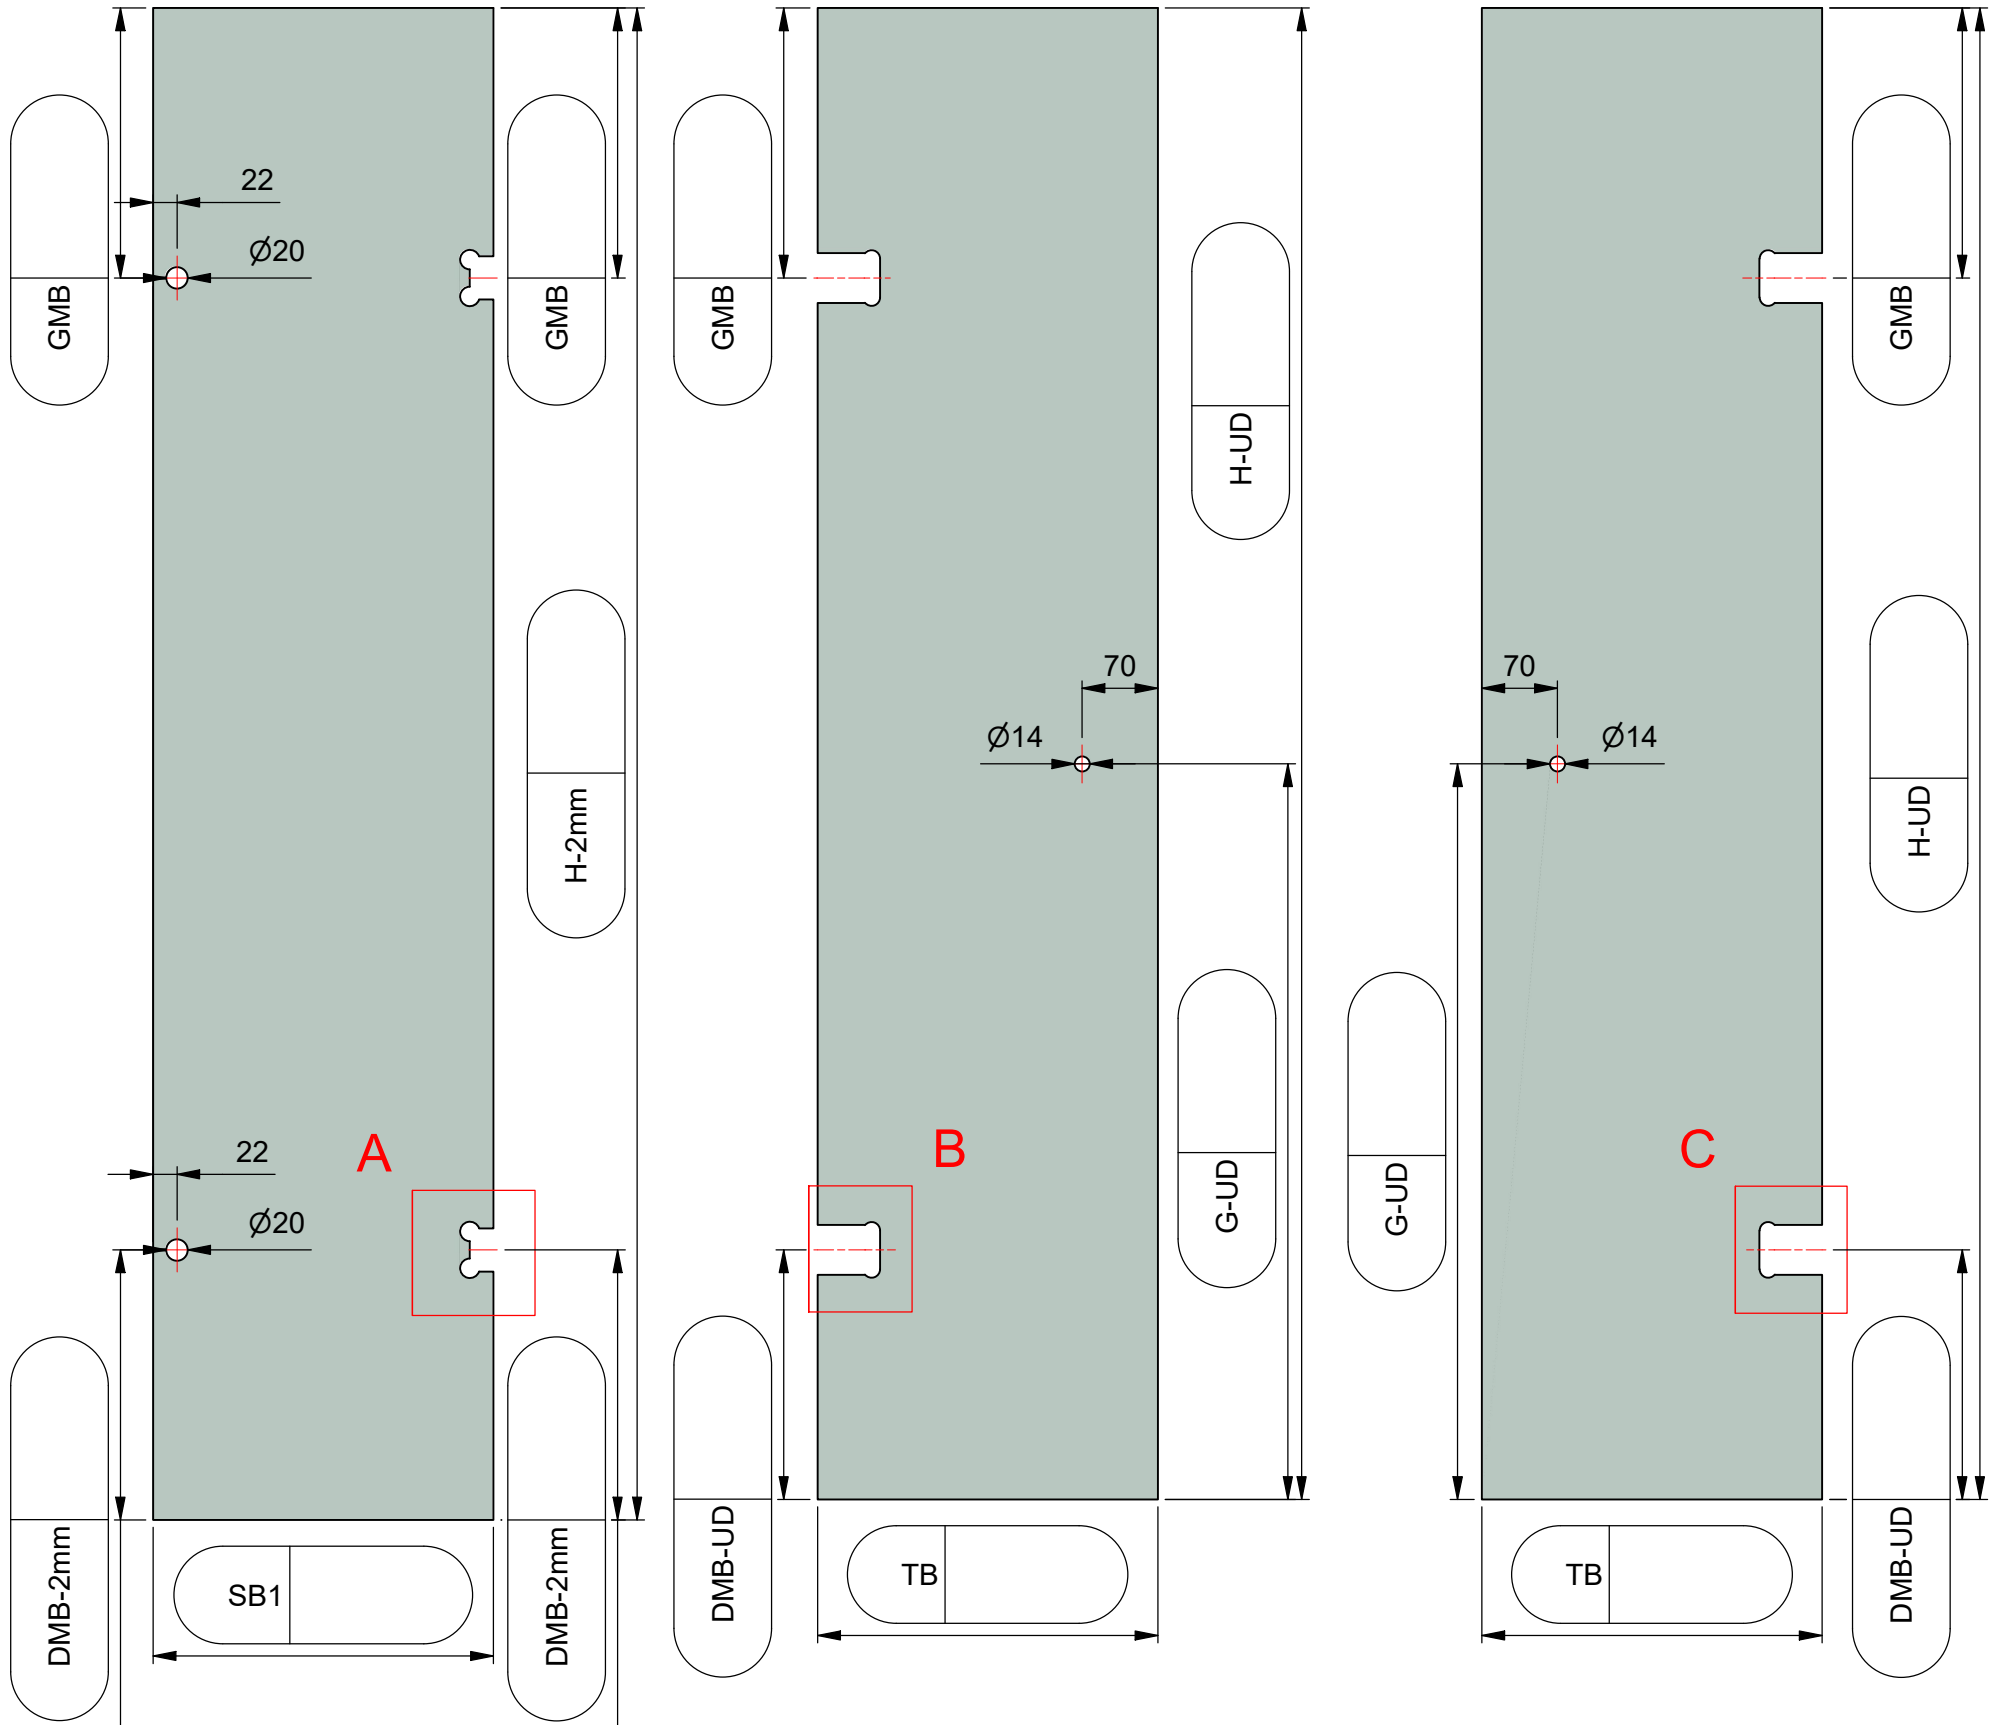 22
Ø20
GMB
GMB
GMB
GMB
H-UD
70
Ø14
70
Ø14
H-2mm
H-UD
22
A
B
C
G-UD
G-UD
Ø20
DMB-2mm
DMB-2mm
DMB-UD
DMB-UD
SB1
TB
TB